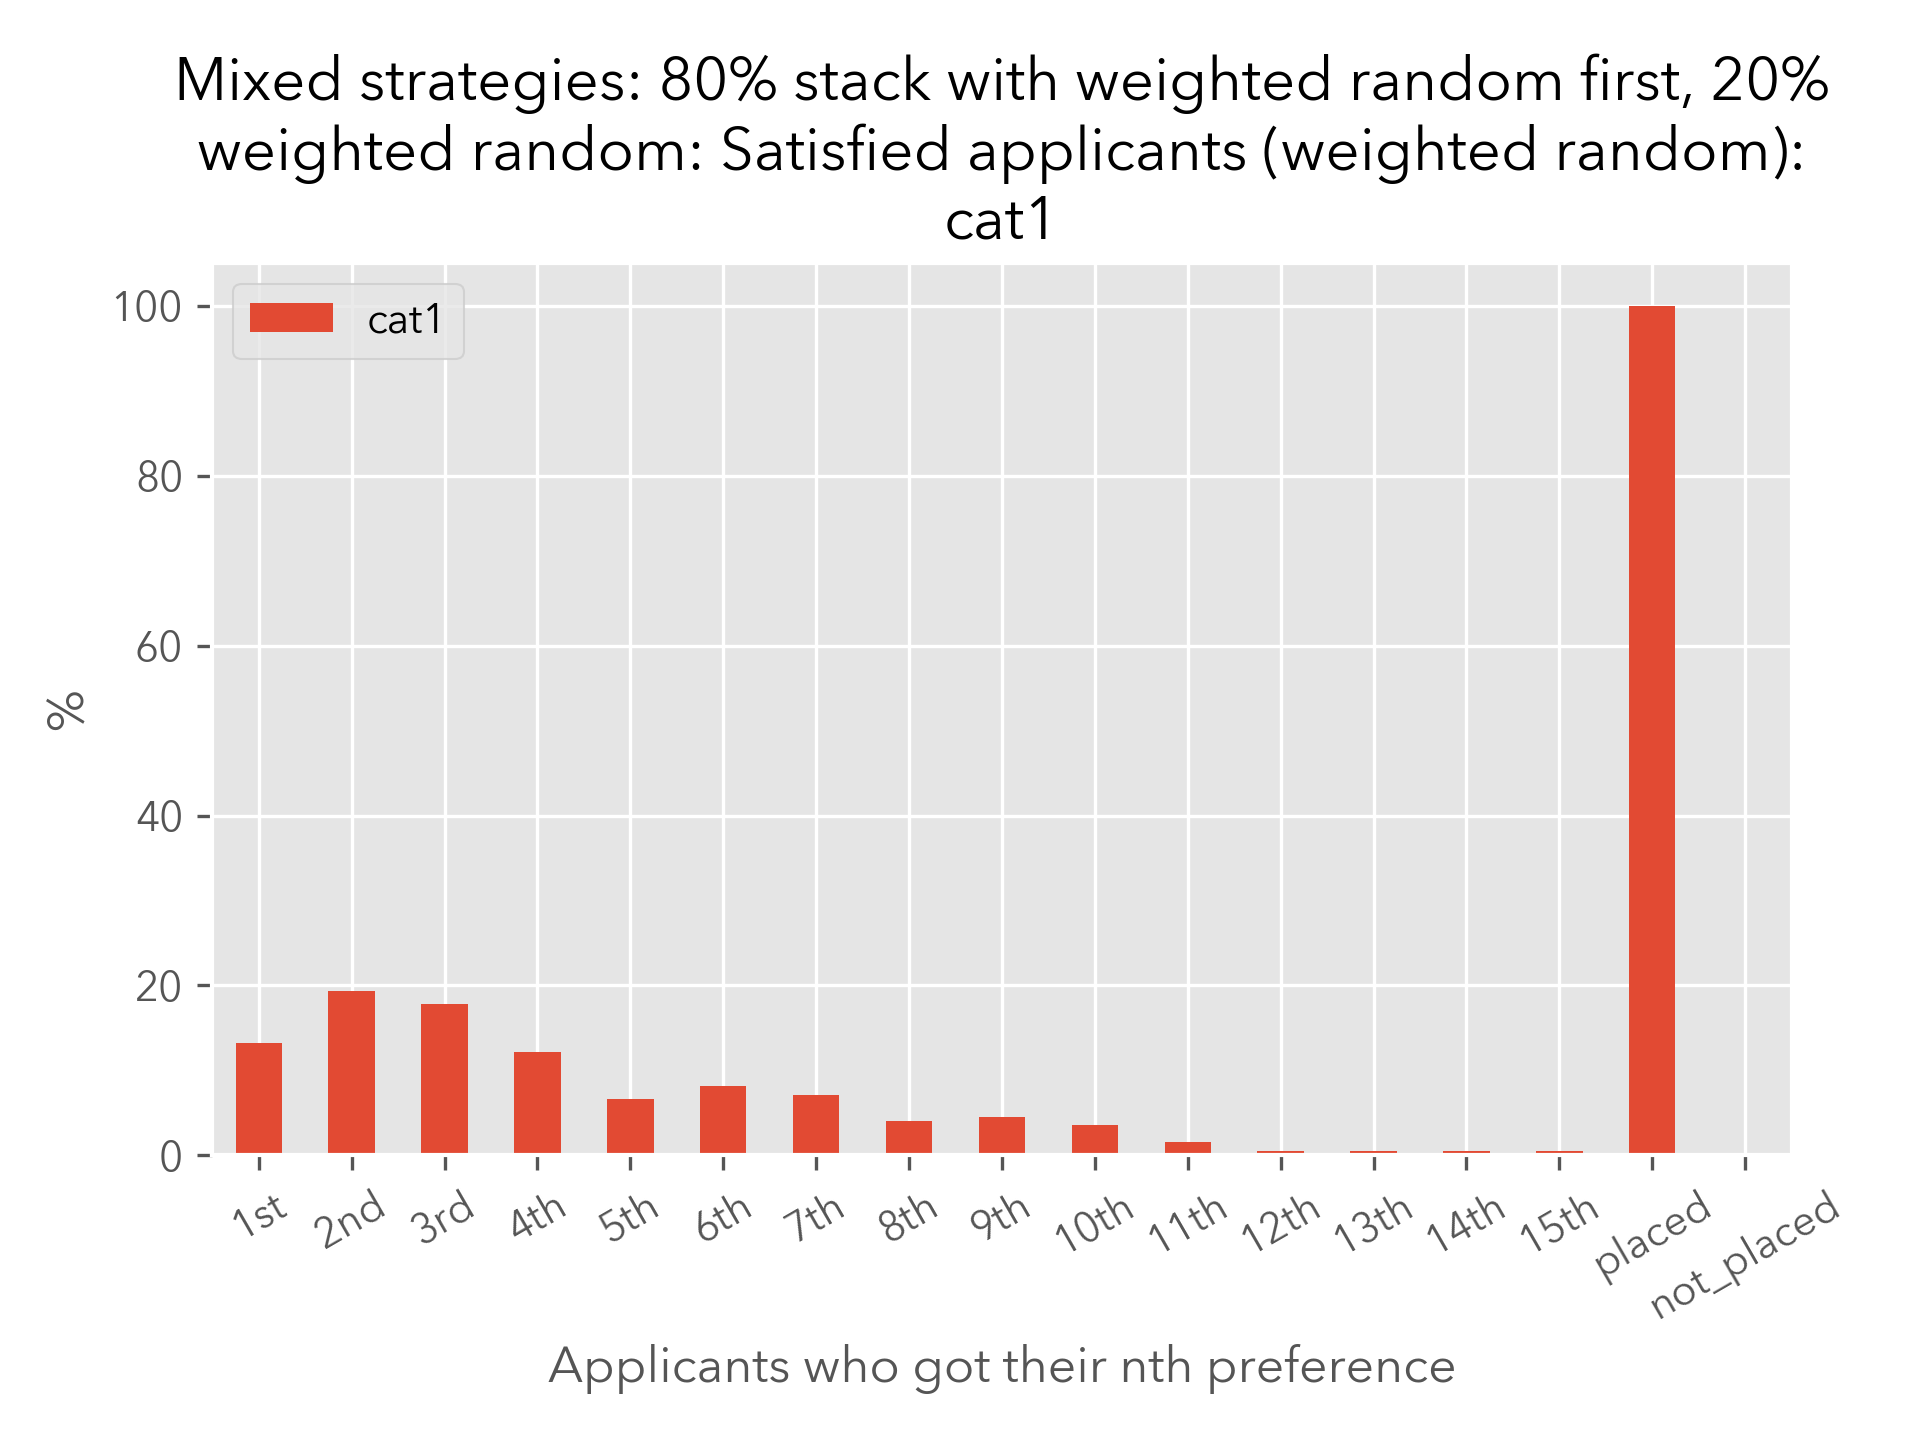 Mixed strategies: 80% stack with weighted random first, 20%
weighted random: Satisfied applicants (weighted random):
cat1
cat1
100
80
60
40
20
0
%
1st
2nd
3rd
4th
5th
6th
7th
8th
9th
10th
11th
12th
13th
14th
15th
placed
not_placed
Applicants who got their nth preference